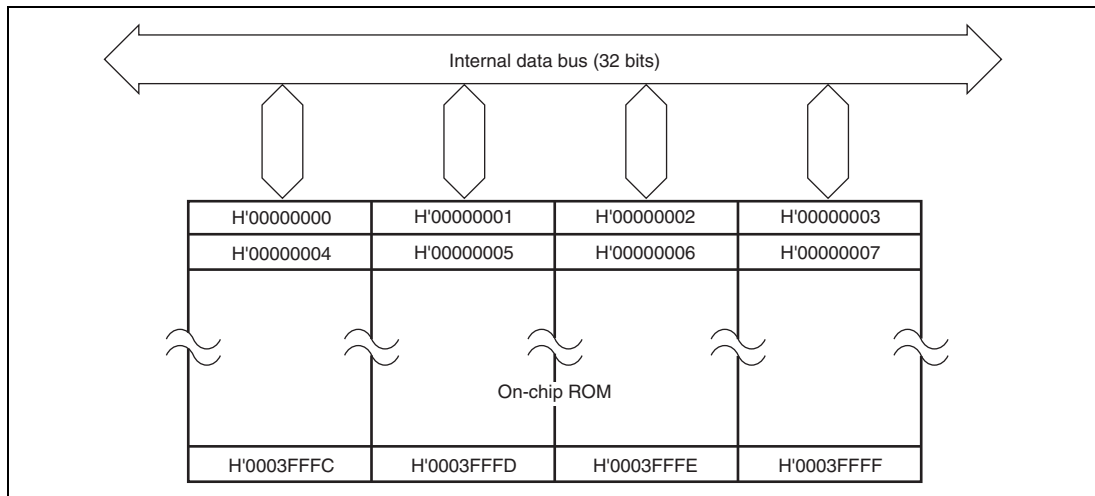 Internal data bus (32 bits)
H'00000000 H'00000001 H'00000002 H'00000003
H'00000004 H'00000005 H'00000006 H'00000007
On-chip ROM
H'0003FFFC H'0003FFFD H'0003FFFE H'0003FFFF